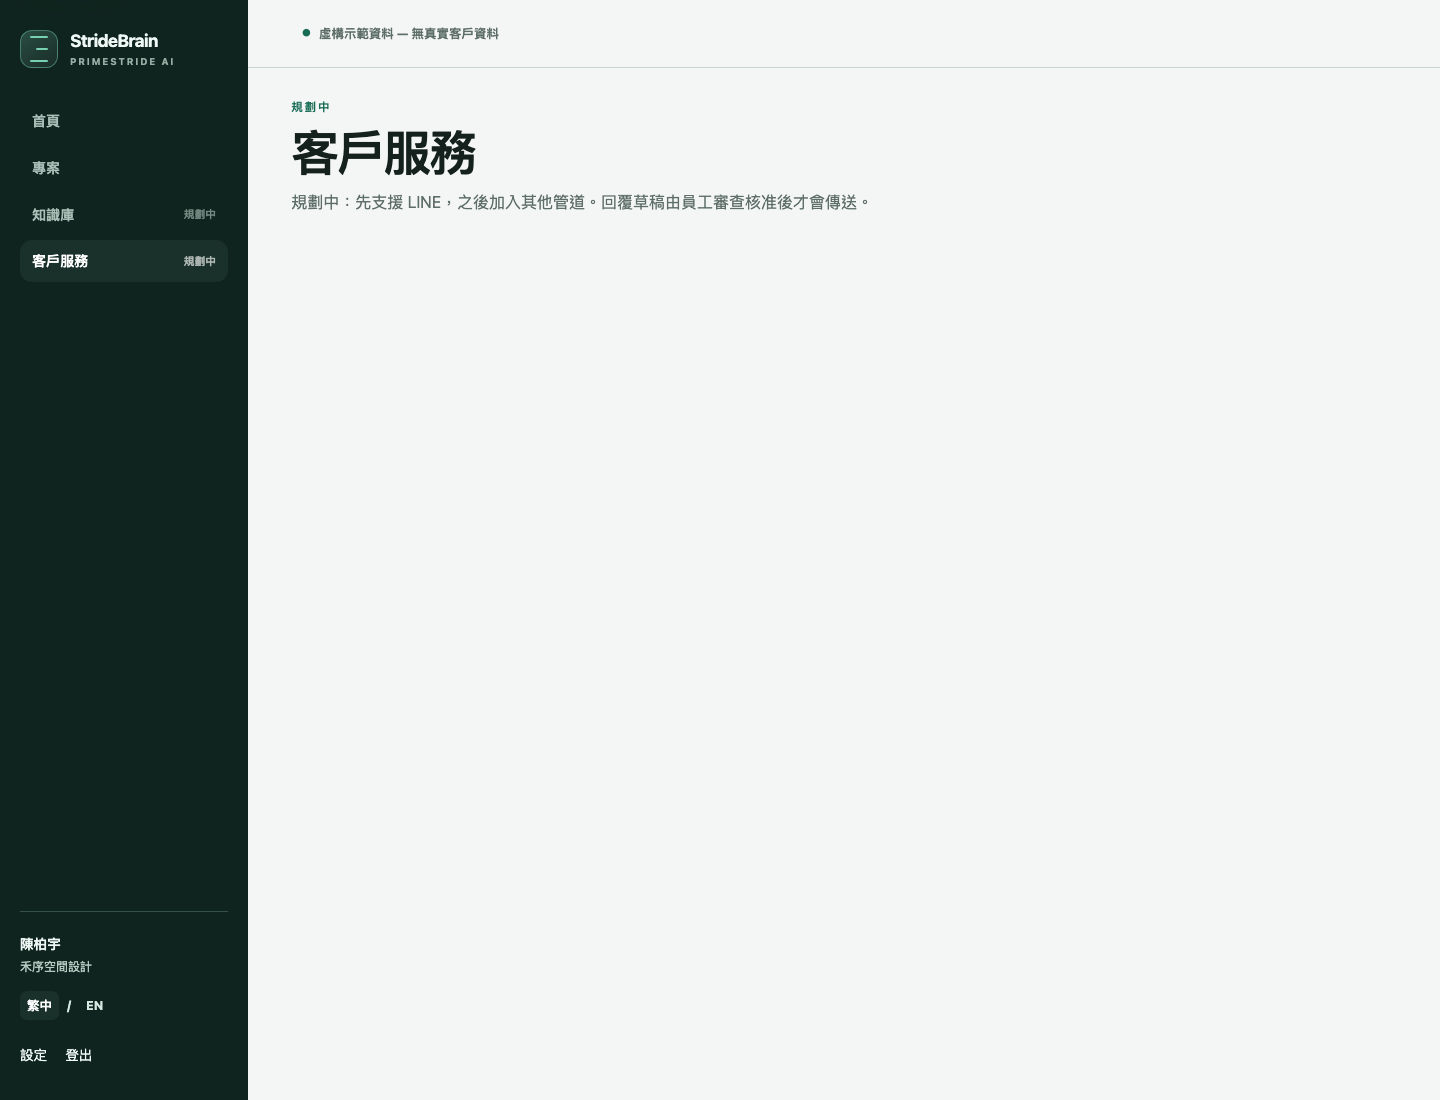 StrideBrain
PRIMESTRIDE AI
首頁
專案
知識庫 規劃中
客戶服務 規劃中
陳柏宇
禾序空間設計
繁中 / EN
設定 登出
虛構示範資料 — 無真實客戶資料
規劃中
客戶服務
規劃中：先支援 LINE，之後加入其他管道。回覆草稿由員工審查核准後才會傳送。